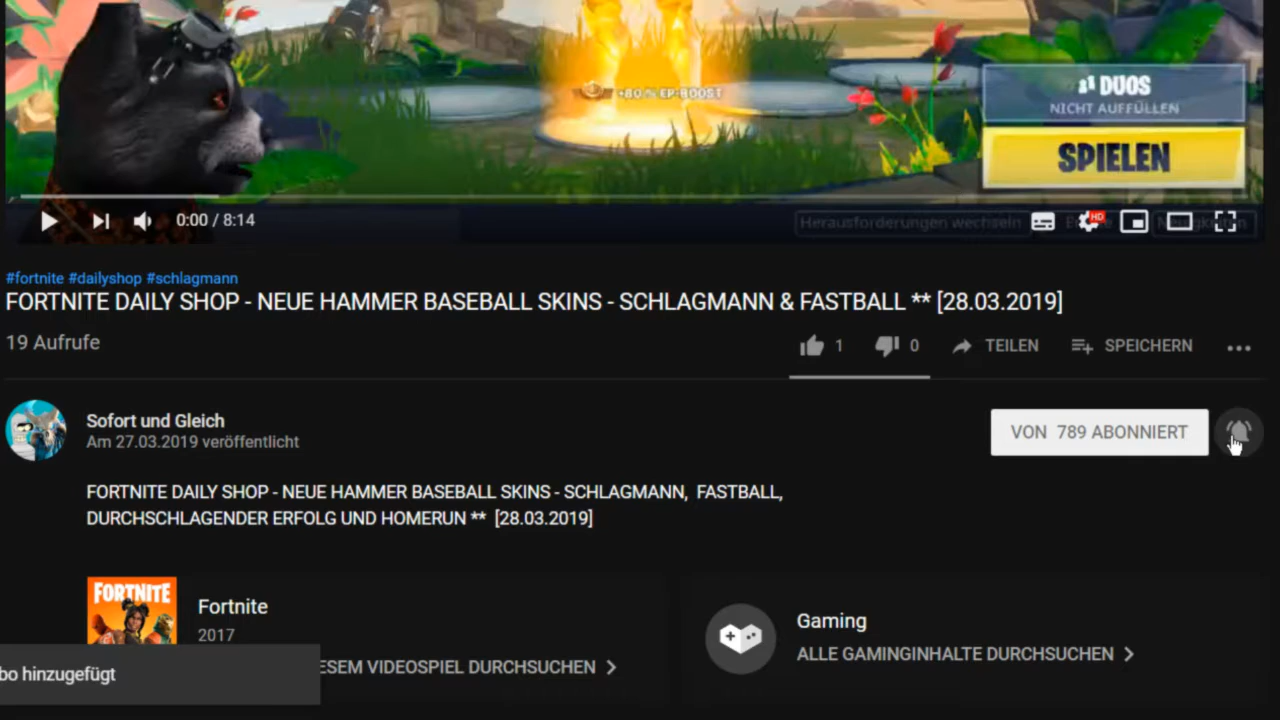 +80 % EP-BOOST
DUOS
NICHT AUFFÜLLEN
SPIELEN
0:00 / 8:14
Herausforderungen wechseln
HD
#fortnite #dailyshop #schlagmann
FORTNITE DAILY SHOP - NEUE HAMMER BASEBALL SKINS - SCHLAGMANN & FASTBALL ** [28.03.2019]
19 Aufrufe
1 0 TEILEN SPEICHERN
Sofort und Gleich
Am 27.03.2019 veröffentlicht
VON 789 ABONNIERT
FORTNITE DAILY SHOP - NEUE HAMMER BASEBALL SKINS - SCHLAGMANN, FASTBALL,
DURCHSCHLAGENDER ERFOLG UND HOMERUN ** [28.03.2019]
FORTNITE
Fortnite
2017
ESEM VIDEOSPIEL DURCHSUCHEN
Gaming
ALLE GAMINGINHALTE DURCHSUCHEN
bo hinzugefügt